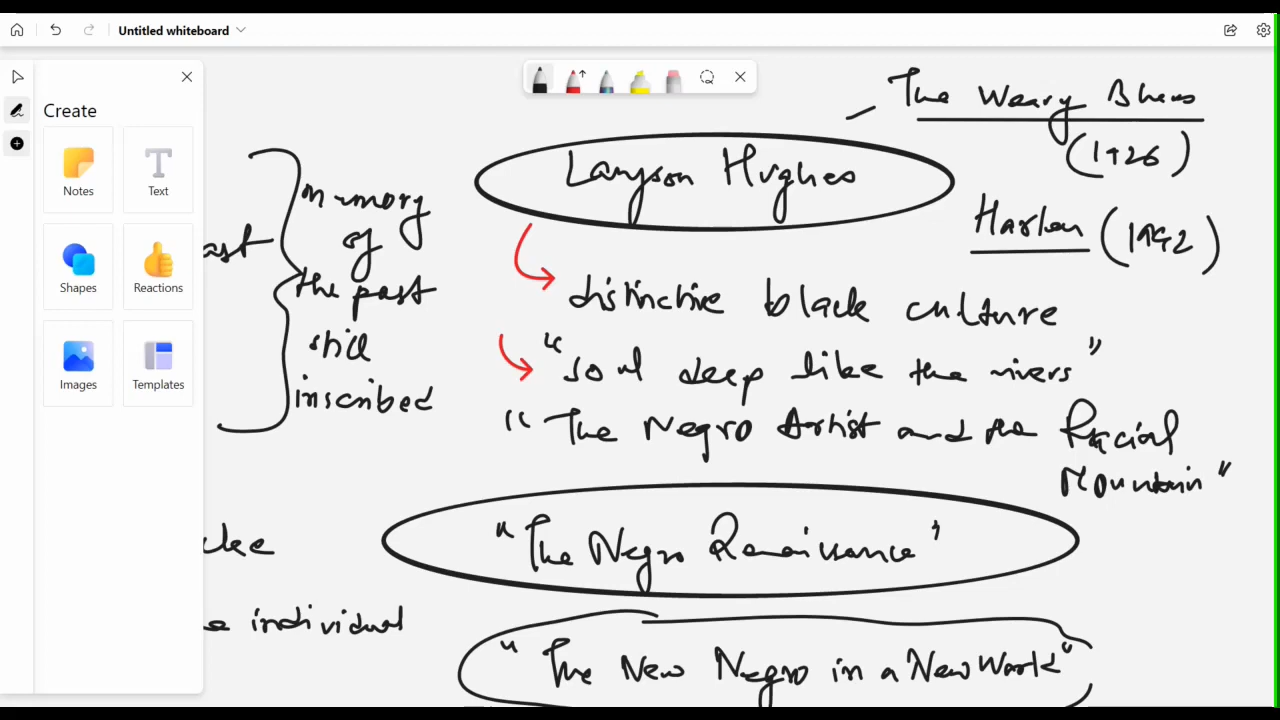 Untitled whiteboard
Create
Notes
Text
Shapes
Reactions
Images
Templates
The Weary Blues
(1926)
Langson Hughes
Harlem (1942)
memory
of
the past
still
inscribed
distinctive black culture
"soul deep like the rivers"
"The Negro Artist and the Racial
Mountain"
"The Negro Renaissance"
individual
"The New Negro in a New World"